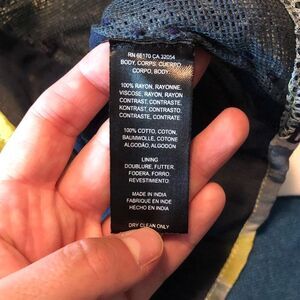 RN 66170 CA 32054
BODY, CORPS, CUERPO
CORPO, BODY,
100% RAYON, RAYONNE,
VISCOSE, RAYON, RAYON
CONTRAST, CONTRASTE,
KONTRAST, CONTRASTO,
CONTRASTE, CONTRASTE
100% COTTO, COTON,
BAUMWOLLE, COTONE
ALGODÃO, ALGODON
LINING
DOUBLURE, FUTTER,
FODERA, FORRO,
REVESTIMIENTO
MADE IN INDIA
FABRIQUE EN INDE
HECHO EN INDIA
DRY CLEAN ONLY